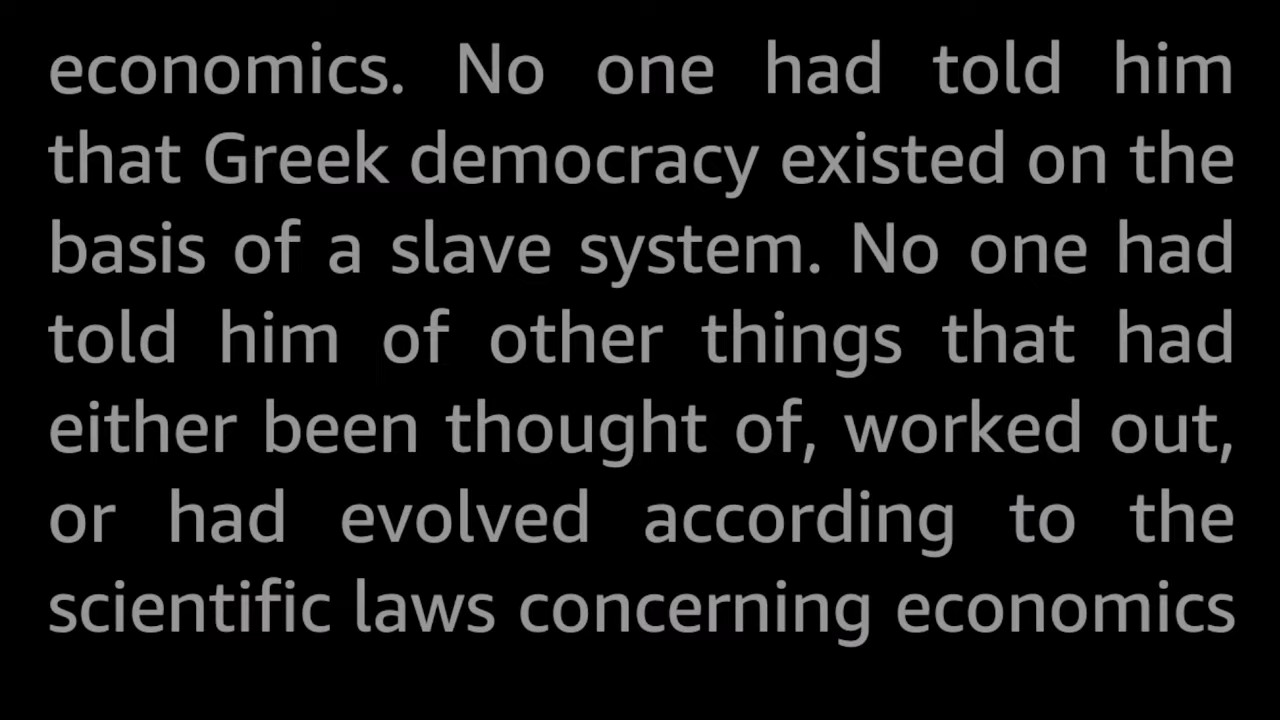 economics. No one had told him
that Greek democracy existed on the
basis of a slave system. No one had
told him of other things that had
either been thought of, worked out,
or had evolved according to the
scientific laws concerning economics